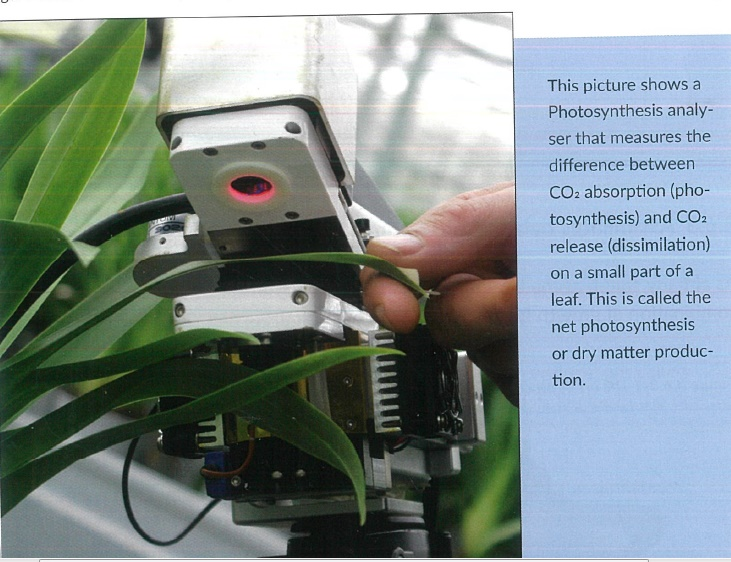 This picture shows a
Photosynthesis analy-
ser that measures the
difference between
CO₂ absorption (pho-
tosynthesis) and CO₂
release (dissimilation)
on a small part of a
leaf. This is called the
net photosynthesis
or dry matter produc-
tion.